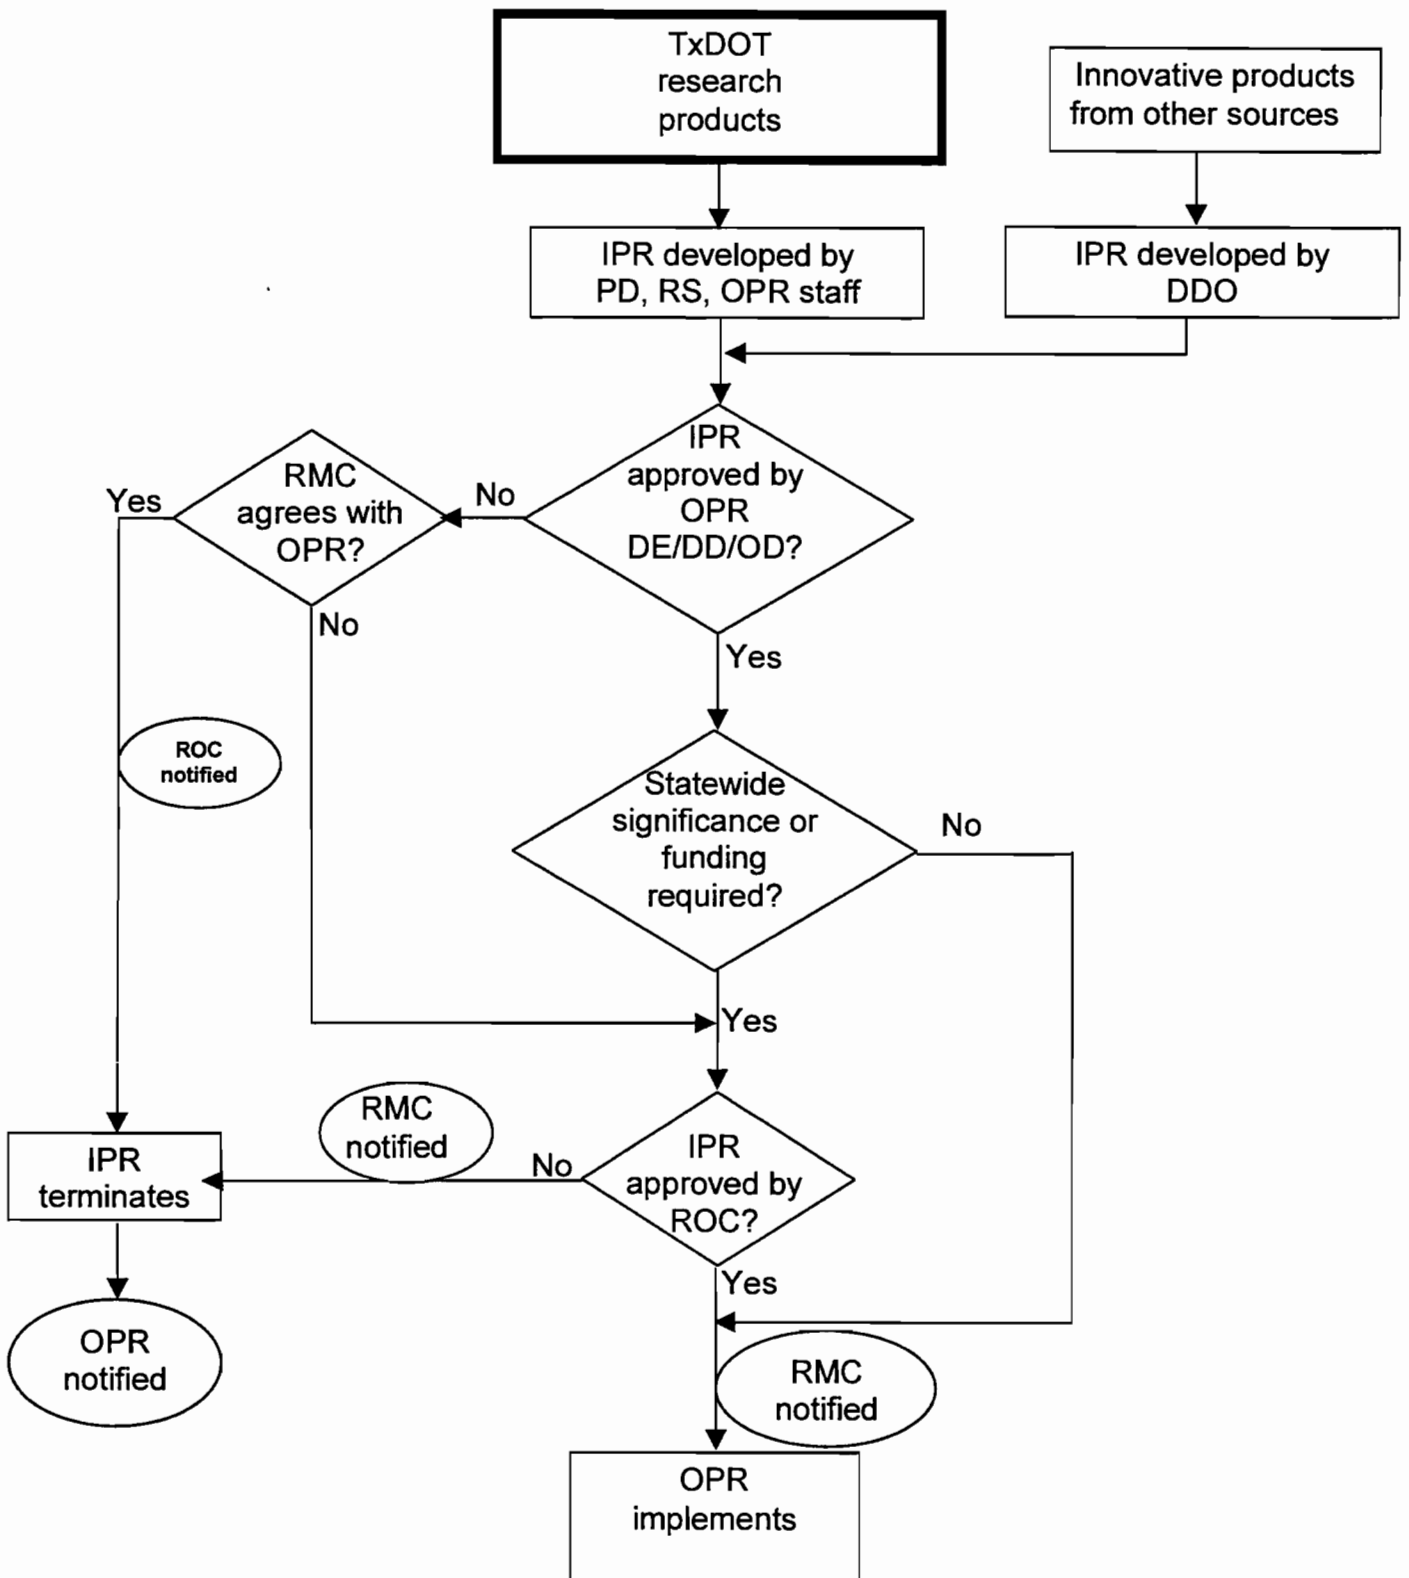 TxDOT
research
products
Innovative products
from other sources
IPR developed by
PD, RS, OPR staff
IPR developed by
DDO
IPR
approved by
OPR
DE/DD/OD?
No
RMC
agrees with
OPR?
Yes
No
Yes
ROC
notified
Statewide
significance or
funding
required?
No
Yes
RMC
notified
IPR
approved by
ROC?
No
IPR
terminates
Yes
OPR
notified
RMC
notified
OPR
implements